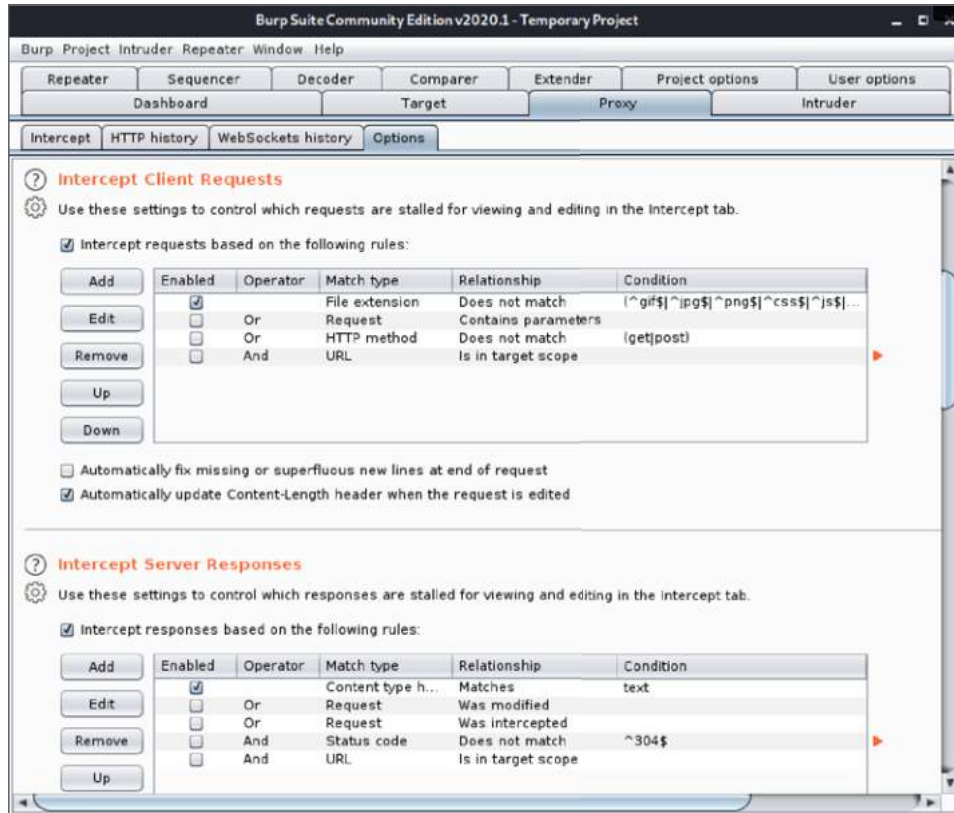 Burp Suite Community Edition v2020.1 - Temporary Project
Burp Project Intruder Repeater Window Help
Repeater Sequencer Decoder Comparer Extender Project options User options
Dashboard Target Proxy Intruder
Intercept HTTP history WebSockets history Options
? Intercept Client Requests
Use these settings to control which requests are stalled for viewing and editing in the Intercept tab.
Intercept requests based on the following rules:
Add Enabled Operator Match type Relationship Condition
File extension Does not match (^gif$|^jpg$|^png$|^css$|^js$|...
Edit Or Request Contains parameters
Or HTTP method Does not match (get|post)
Remove And URL Is in target scope
Up
Down
Automatically fix missing or superfluous new lines at end of request
Automatically update Content-Length header when the request is edited
? Intercept Server Responses
Use these settings to control which responses are stalled for viewing and editing in the Intercept tab.
Intercept responses based on the following rules:
Add Enabled Operator Match type Relationship Condition
Content type h... Matches text
Edit Or Request Was modified
Or Request Was intercepted
Remove And Status code Does not match ^304$
And URL Is in target scope
Up